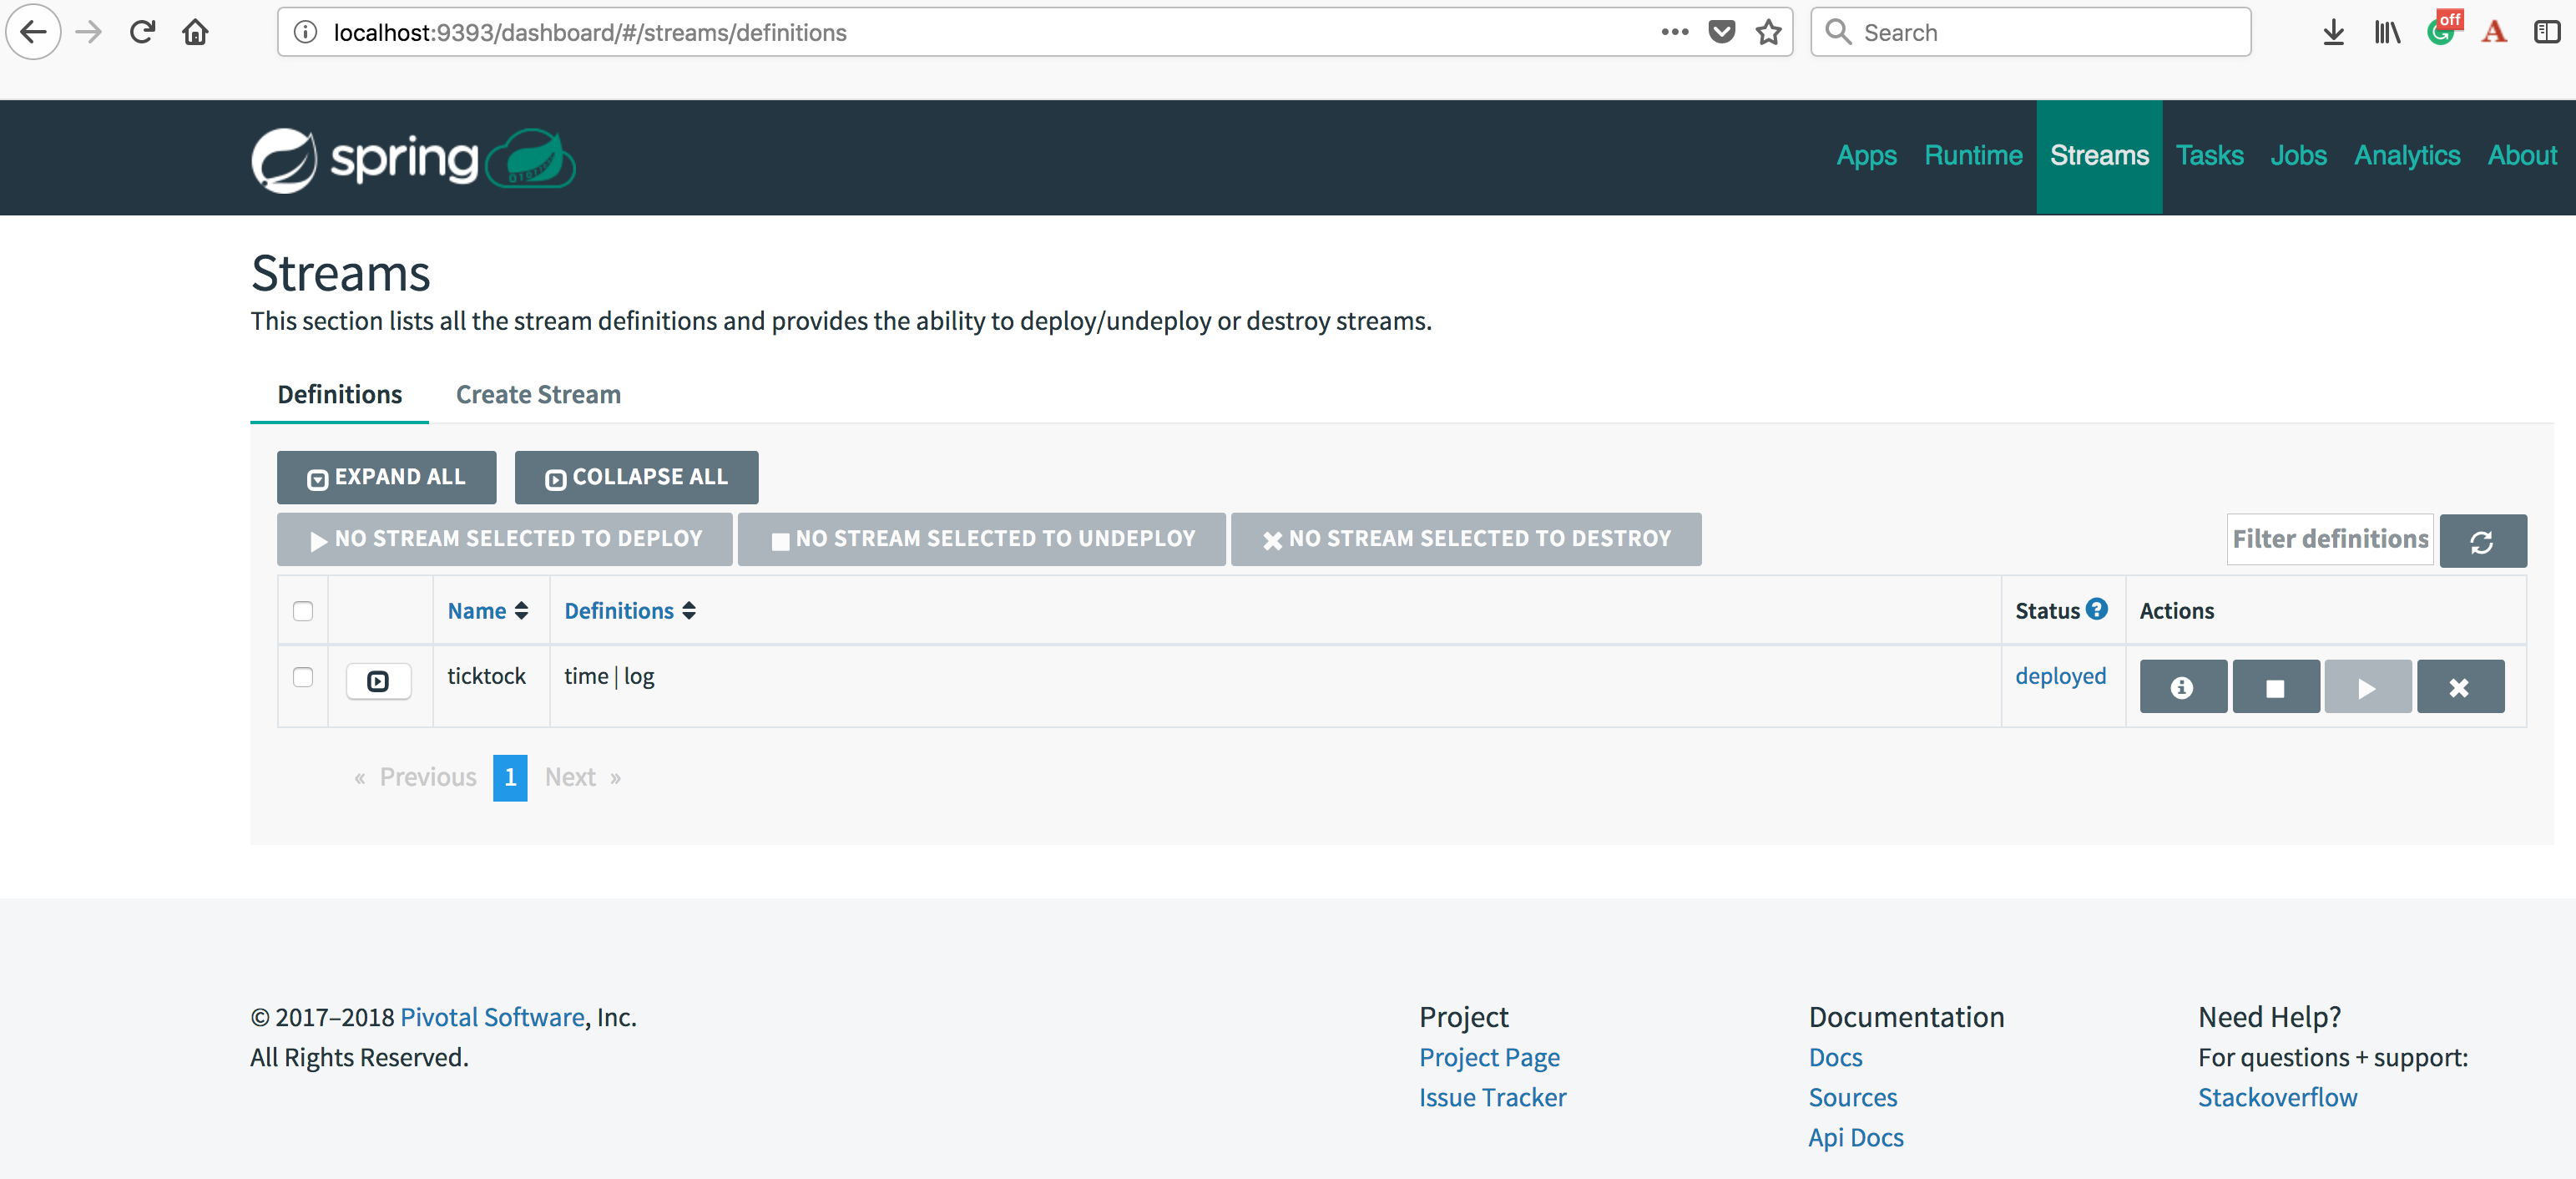 localhost:9393/dashboard/#/streams/definitions
Search
off
spring
Apps Runtime Streams Tasks Jobs Analytics About
Streams
This section lists all the stream definitions and provides the ability to deploy/undeploy or destroy streams.
Definitions Create Stream
EXPAND ALL COLLAPSE ALL
NO STREAM SELECTED TO DEPLOY NO STREAM SELECTED TO UNDEPLOY NO STREAM SELECTED TO DESTROY Filter definitions
Name Definitions Status Actions
ticktock time | log deployed
« Previous 1 Next »
© 2017–2018 Pivotal Software, Inc.
All Rights Reserved.
Project
Project Page
Issue Tracker
Documentation
Docs
Sources
Api Docs
Need Help?
For questions + support:
Stackoverflow